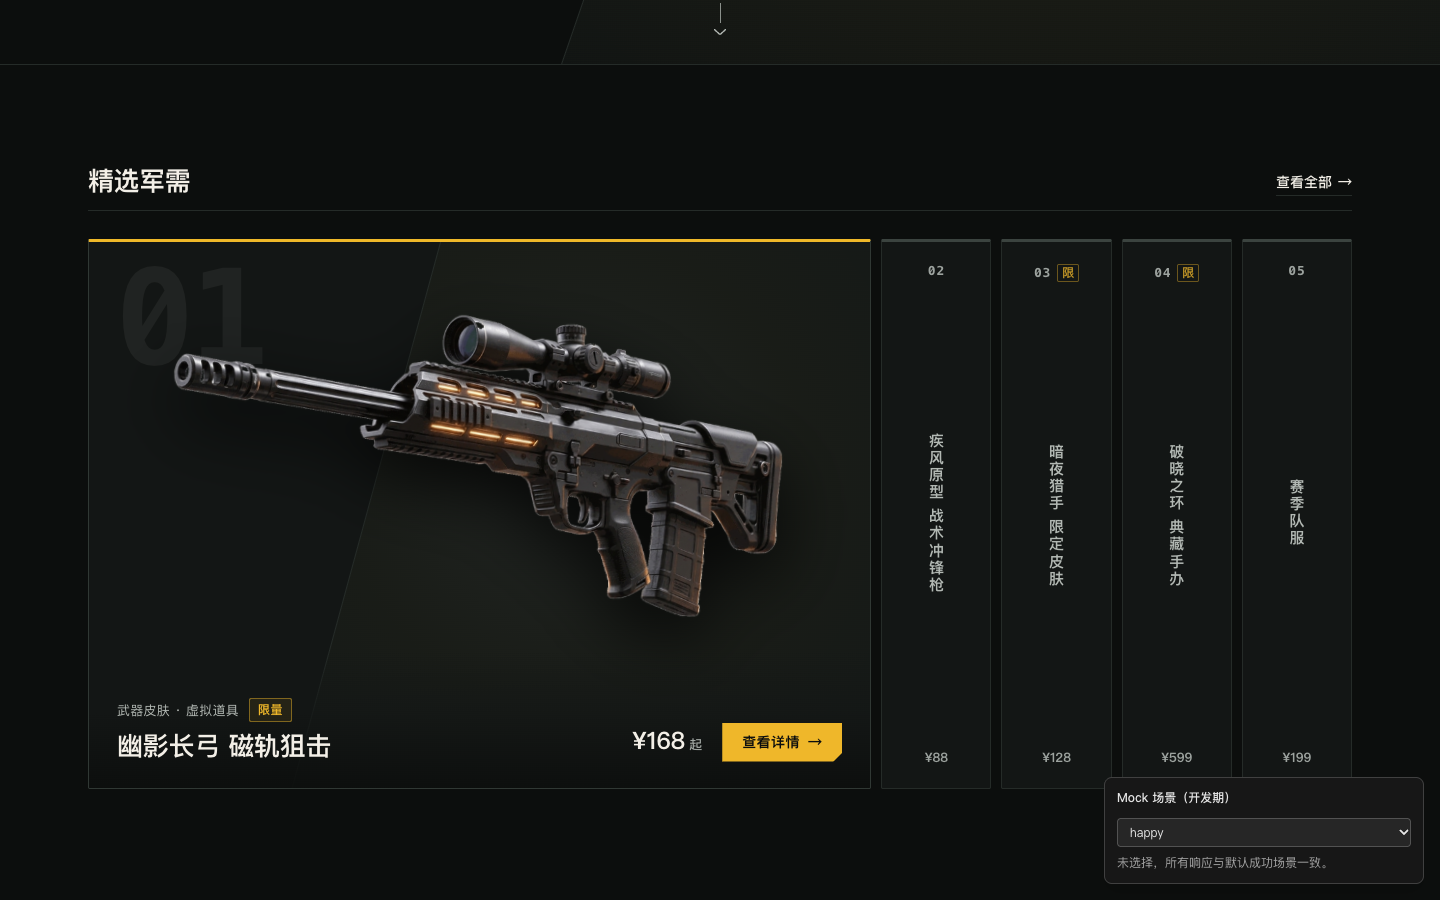 精选军需
查看全部 →
01
武器皮肤 · 虚拟道具 限量
幽影长弓 磁轨狙击
¥168 起
查看详情 →
02
疾风原型 战术冲锋枪
¥88
03 限
暗夜猎手 限定皮肤
¥128
04 限
破晓之环 典藏手办
¥599
05
赛季队服
¥199
Mock 场景（开发期）
happy
未选择，所有响应与默认成功场景一致。